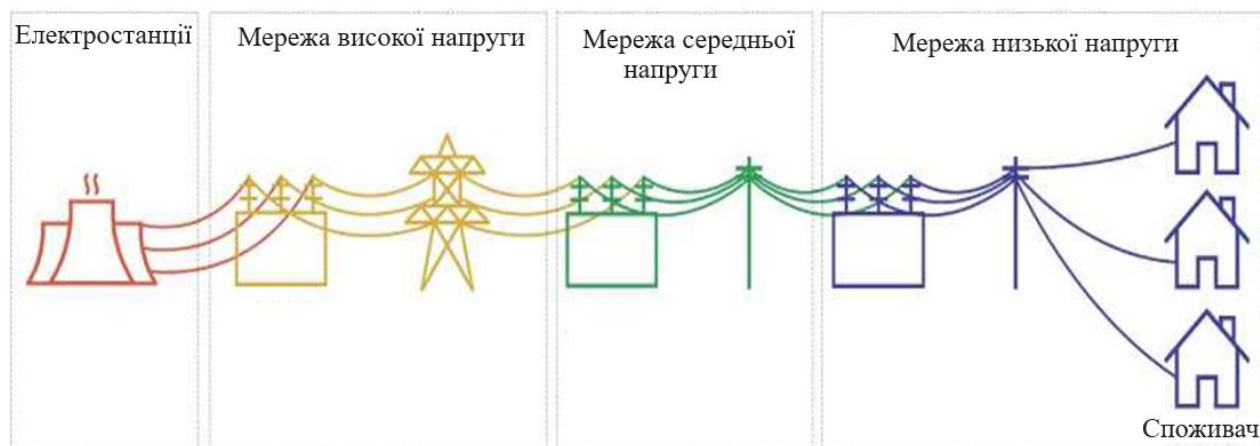 Електростанції
Мережа високої напруги
Мережа середньої
напруги
Мережа низької напруги
Споживач